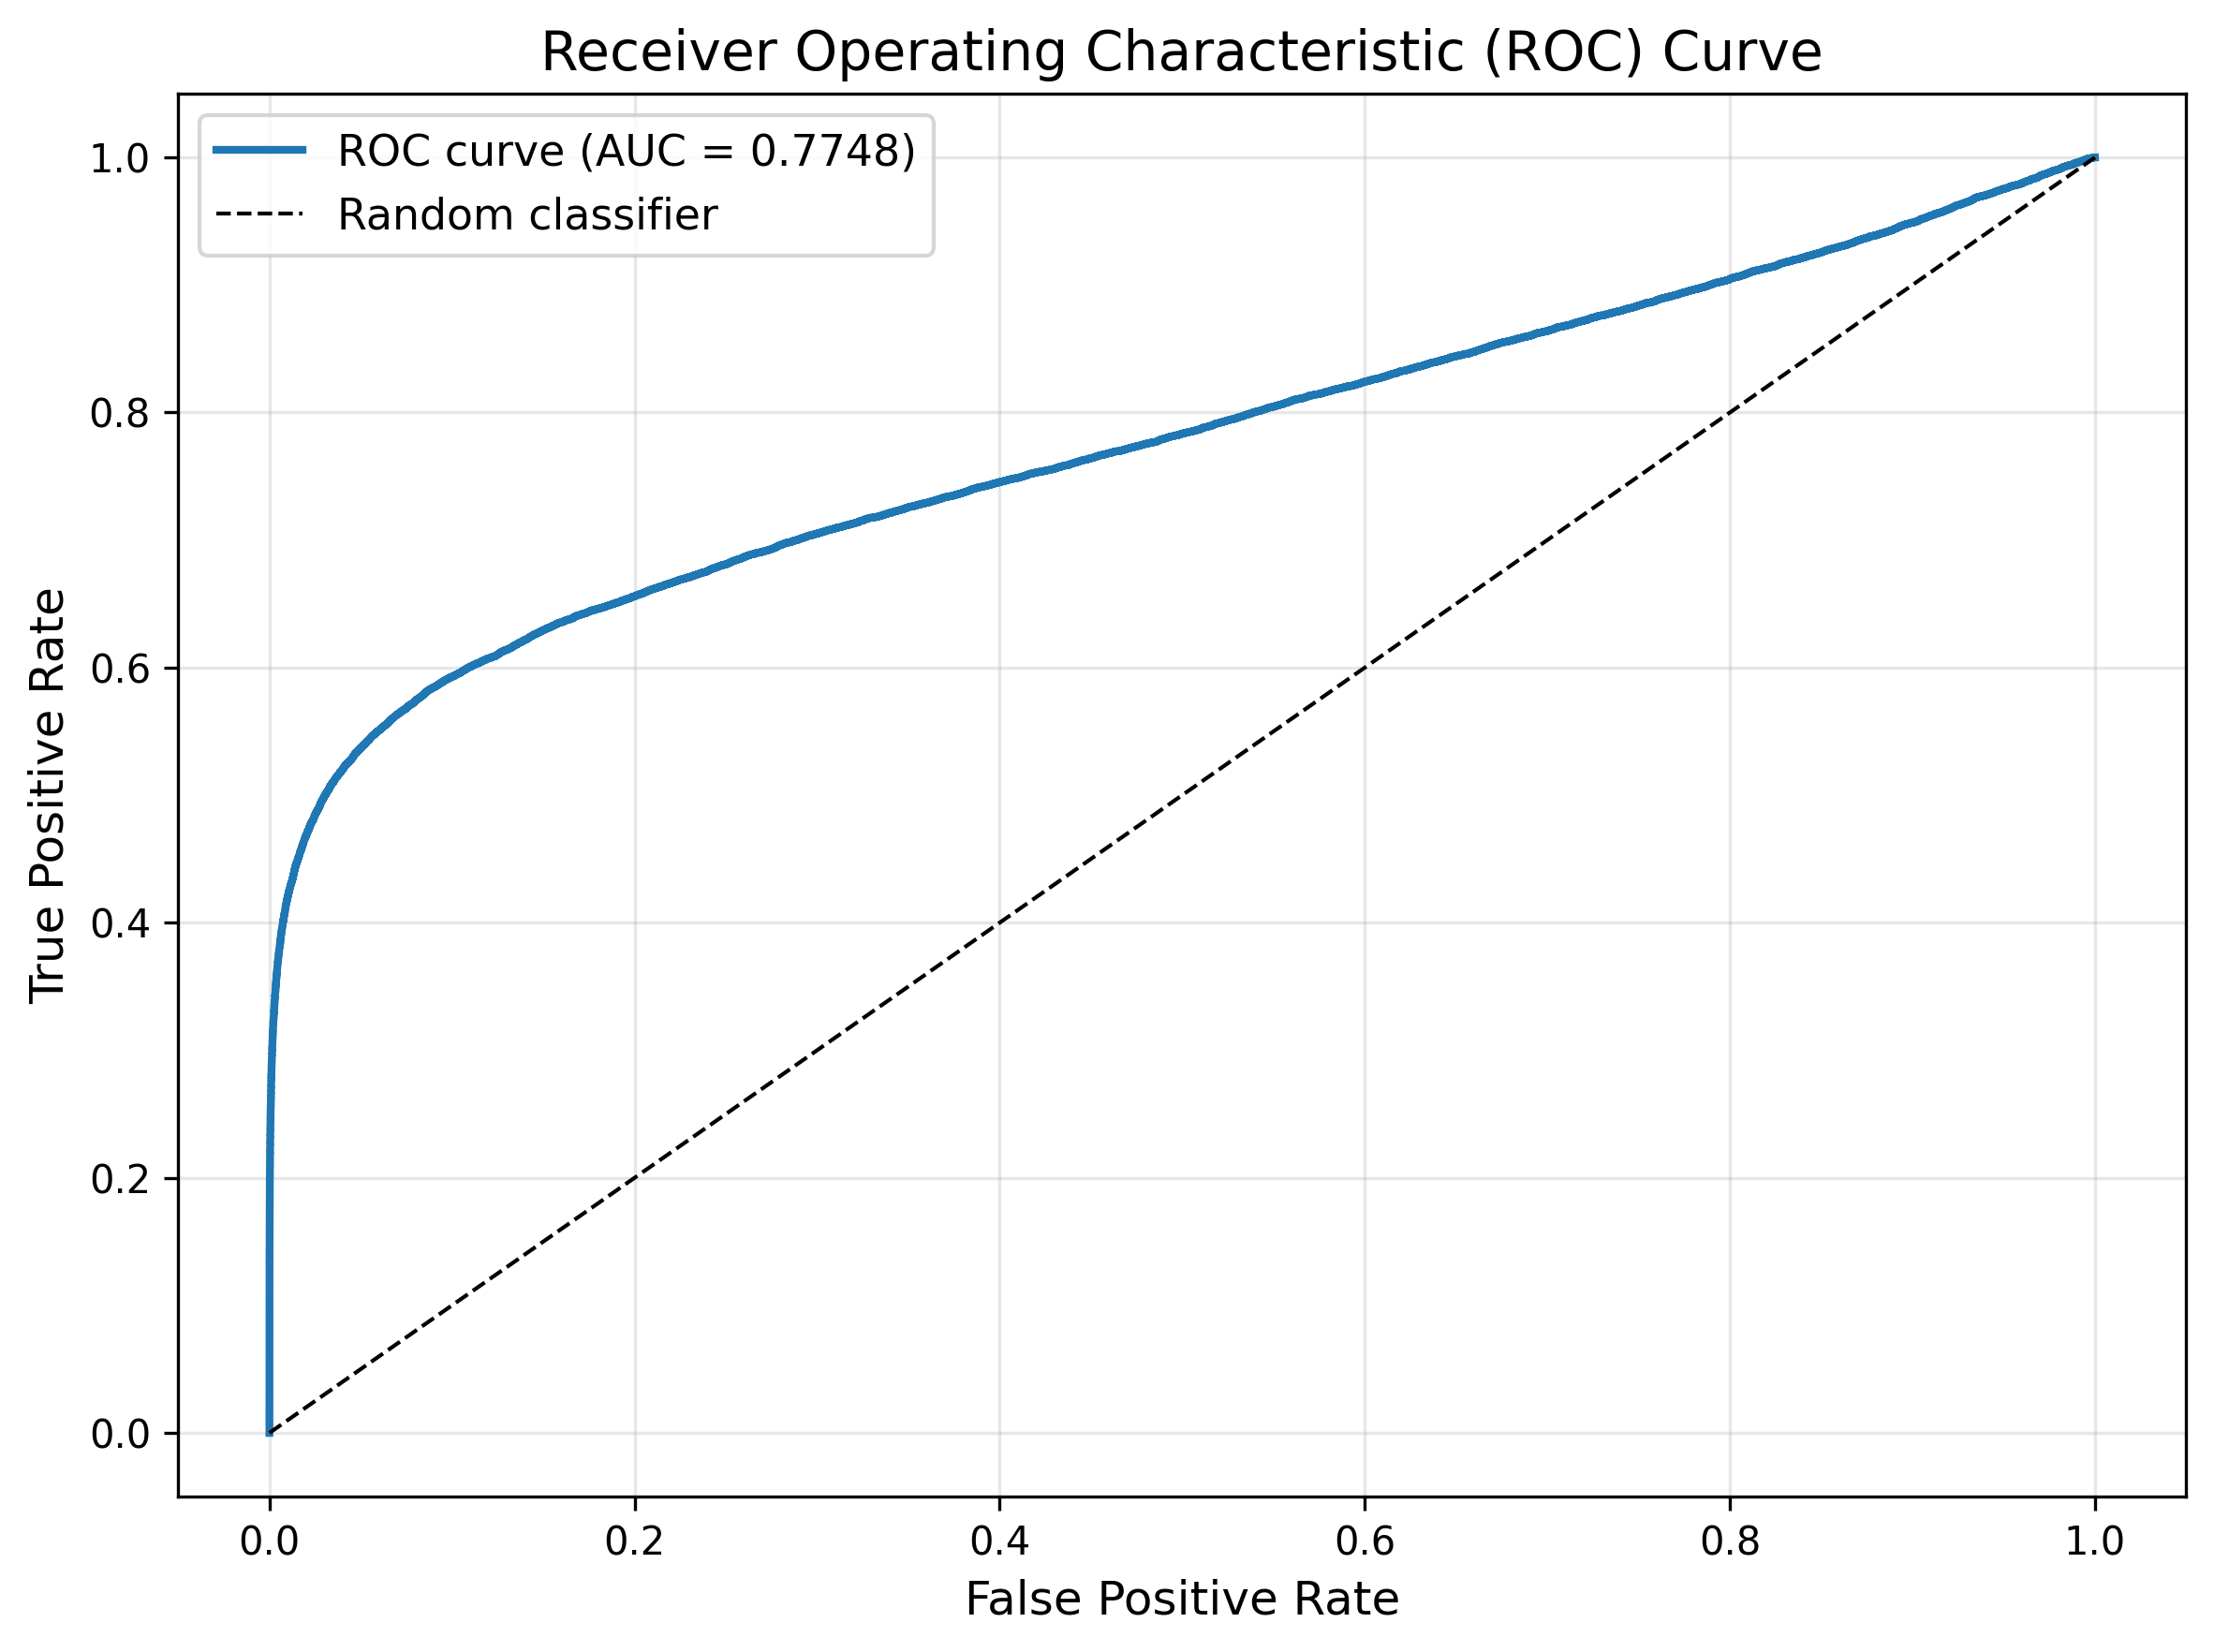 Receiver Operating Characteristic (ROC) Curve
ROC curve (AUC = 0.7748)
Random classifier
True Positive Rate
1.0
0.8
0.6
0.4
0.2
0.0
0.0 0.2 0.4 0.6 0.8 1.0
False Positive Rate